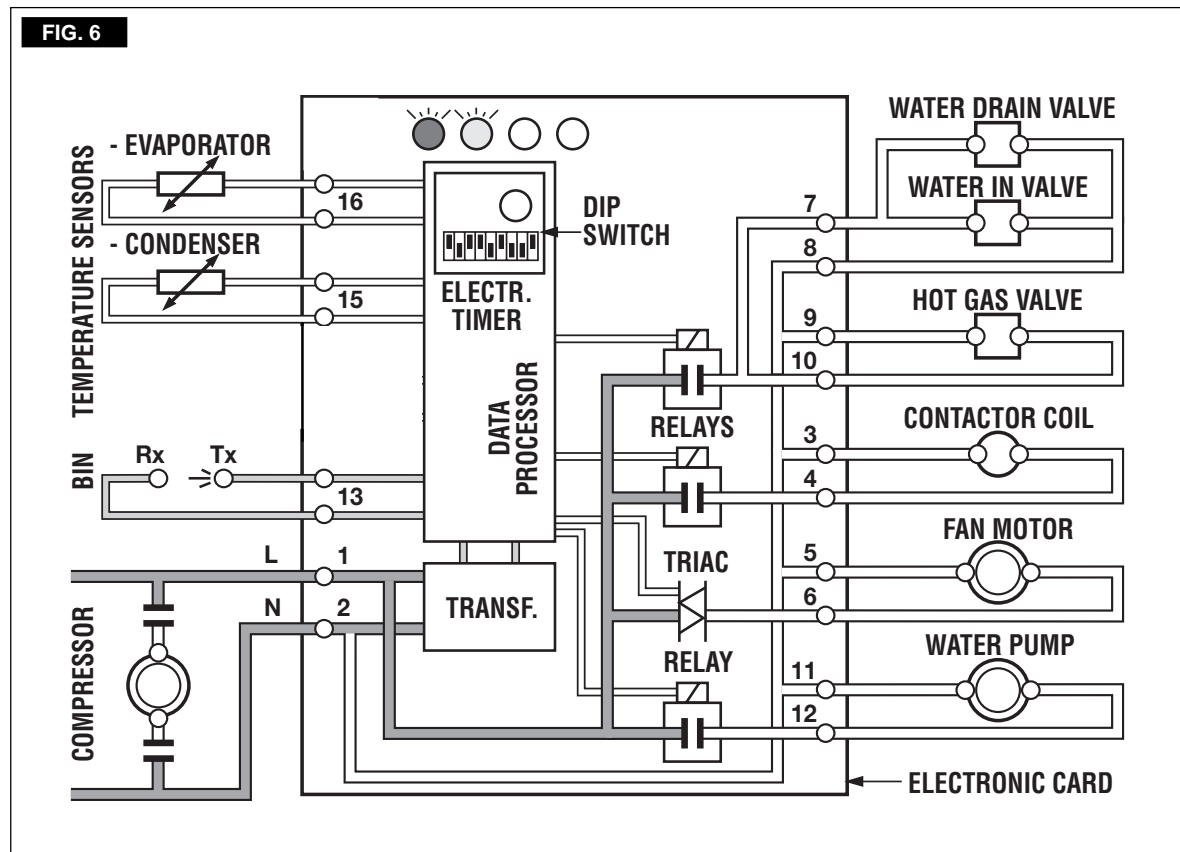 FIG. 6
TEMPERATURE SENSORS
- EVAPORATOR
16
- CONDENSER
15
BIN
Rx
Tx
13
L
1
N
2
COMPRESSOR
DIP
SWITCH
ELECTR.
TIMER
DATA
PROCESSOR
TRANSF.
RELAYS
TRIAC
RELAY
7
8
9
10
3
4
5
6
11
12
WATER DRAIN VALVE
WATER IN VALVE
HOT GAS VALVE
CONTACTOR COIL
FAN MOTOR
WATER PUMP
ELECTRONIC CARD